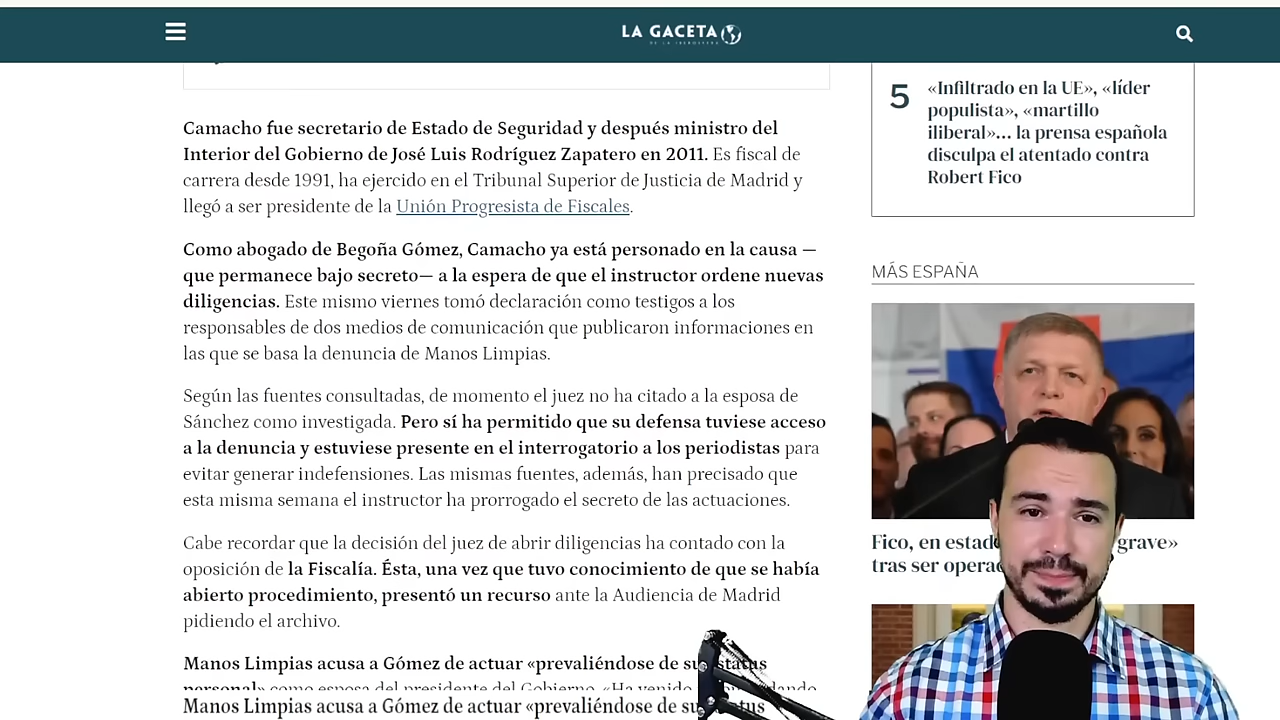 LA GACETA
DE LA IBEROSFERA
Camacho fue secretario de Estado de Seguridad y después ministro del
Interior del Gobierno de José Luis Rodríguez Zapatero en 2011. Es fiscal de
carrera desde 1991, ha ejercido en el Tribunal Superior de Justicia de Madrid y
llegó a ser presidente de la Unión Progresista de Fiscales.
Como abogado de Begoña Gómez, Camacho ya está personado en la causa —
que permanece bajo secreto— a la espera de que el instructor ordene nuevas
diligencias. Este mismo viernes tomó declaración como testigos a los
responsables de dos medios de comunicación que publicaron informaciones en
las que se basa la denuncia de Manos Limpias.
Según las fuentes consultadas, de momento el juez no ha citado a la esposa de
Sánchez como investigada. Pero sí ha permitido que su defensa tuviese acceso
a la denuncia y estuviese presente en el interrogatorio a los periodistas para
evitar generar indefensiones. Las mismas fuentes, además, han precisado que
esta misma semana el instructor ha prorrogado el secreto de las actuaciones.
Cabe recordar que la decisión del juez de abrir diligencias ha contado con la
oposición de la Fiscalía. Ésta, una vez que tuvo conocimiento de que se había
abierto procedimiento, presentó un recurso ante la Audiencia de Madrid
pidiendo el archivo.
Manos Limpias acusa a Gómez de actuar «prevaliéndose de su status
personal» como esposa del presidente del Gobierno. «Ha venido
Manos Limpias acusa a Gómez de actuar «prevaliéndose de su
5
«Infiltrado en la UE», «líder
populista», «martillo
iliberal»... la prensa española
disculpa el atentado contra
Robert Fico
MÁS ESPAÑA
Fico, en grave»
tras ser